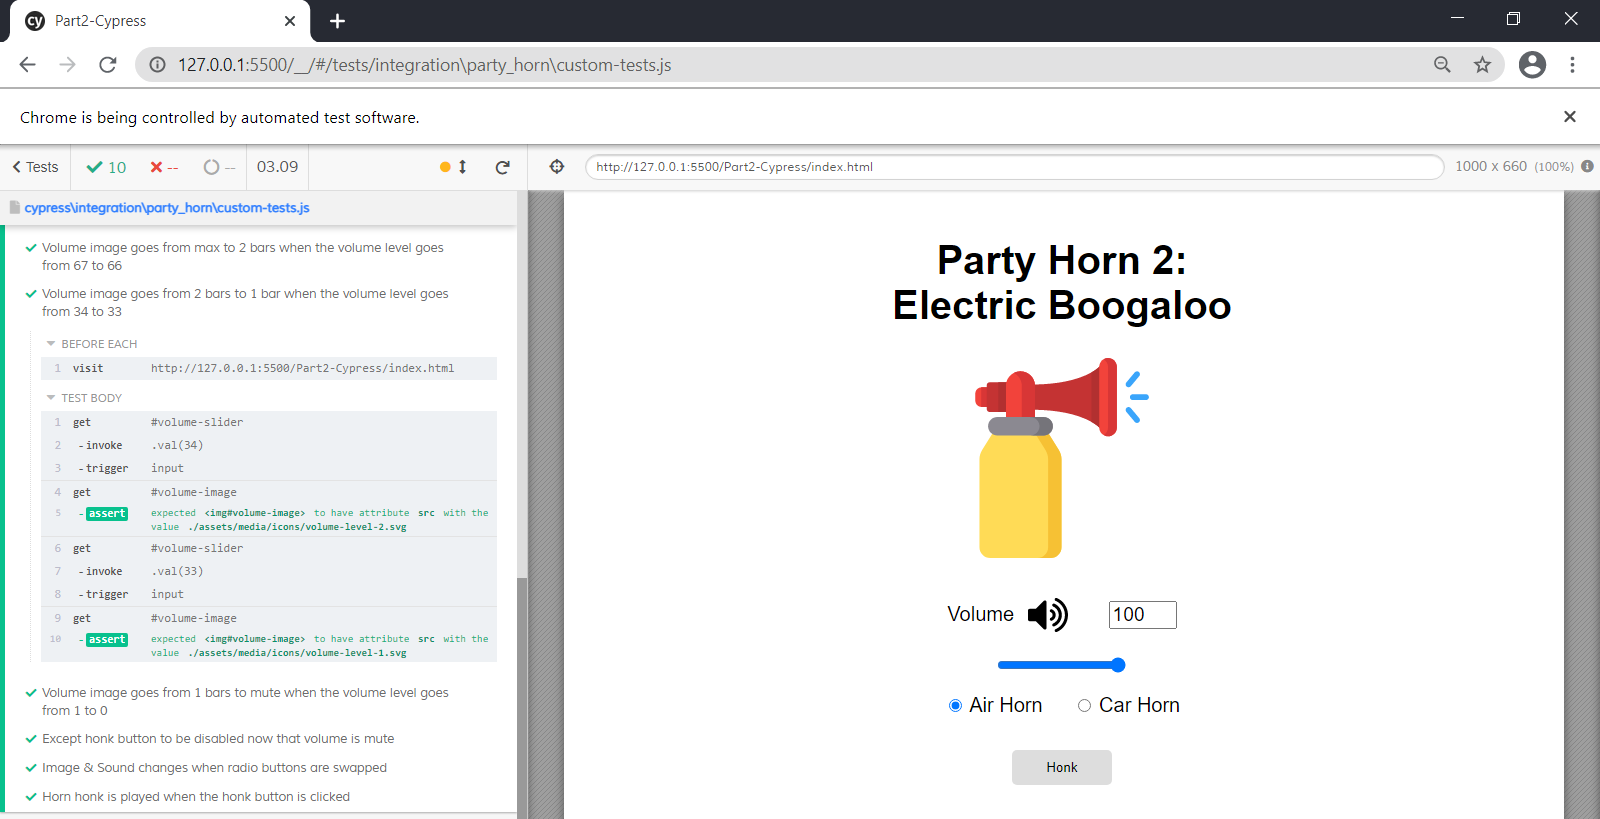 cy Part2-Cypress
127.0.0.1:5500/__/#/tests/integration\party_horn\custom-tests.js
Chrome is being controlled by automated test software.
Tests 10 -- -- 03.09
http://127.0.0.1:5500/Part2-Cypress/index.html 1000 x 660 (100%)
cypress\integration\party_horn\custom-tests.js
Volume image goes from max to 2 bars when the volume level goes
from 67 to 66
Volume image goes from 2 bars to 1 bar when the volume level goes
from 34 to 33
BEFORE EACH
1 visit http://127.0.0.1:5500/Part2-Cypress/index.html
TEST BODY
1 get #volume-slider
2 -invoke .val(34)
3 -trigger input
4 get #volume-image
5 -assert expected <img#volume-image> to have attribute src with the
value ./assets/media/icons/volume-level-2.svg
6 get #volume-slider
7 -invoke .val(33)
8 -trigger input
9 get #volume-image
10 -assert expected <img#volume-image> to have attribute src with the
value ./assets/media/icons/volume-level-1.svg
Volume image goes from 1 bars to mute when the volume level goes
from 1 to 0
Except honk button to be disabled now that volume is mute
Image & Sound changes when radio buttons are swapped
Horn honk is played when the honk button is clicked
Party Horn 2:
Electric Boogaloo
Volume 100
Air Horn Car Horn
Honk